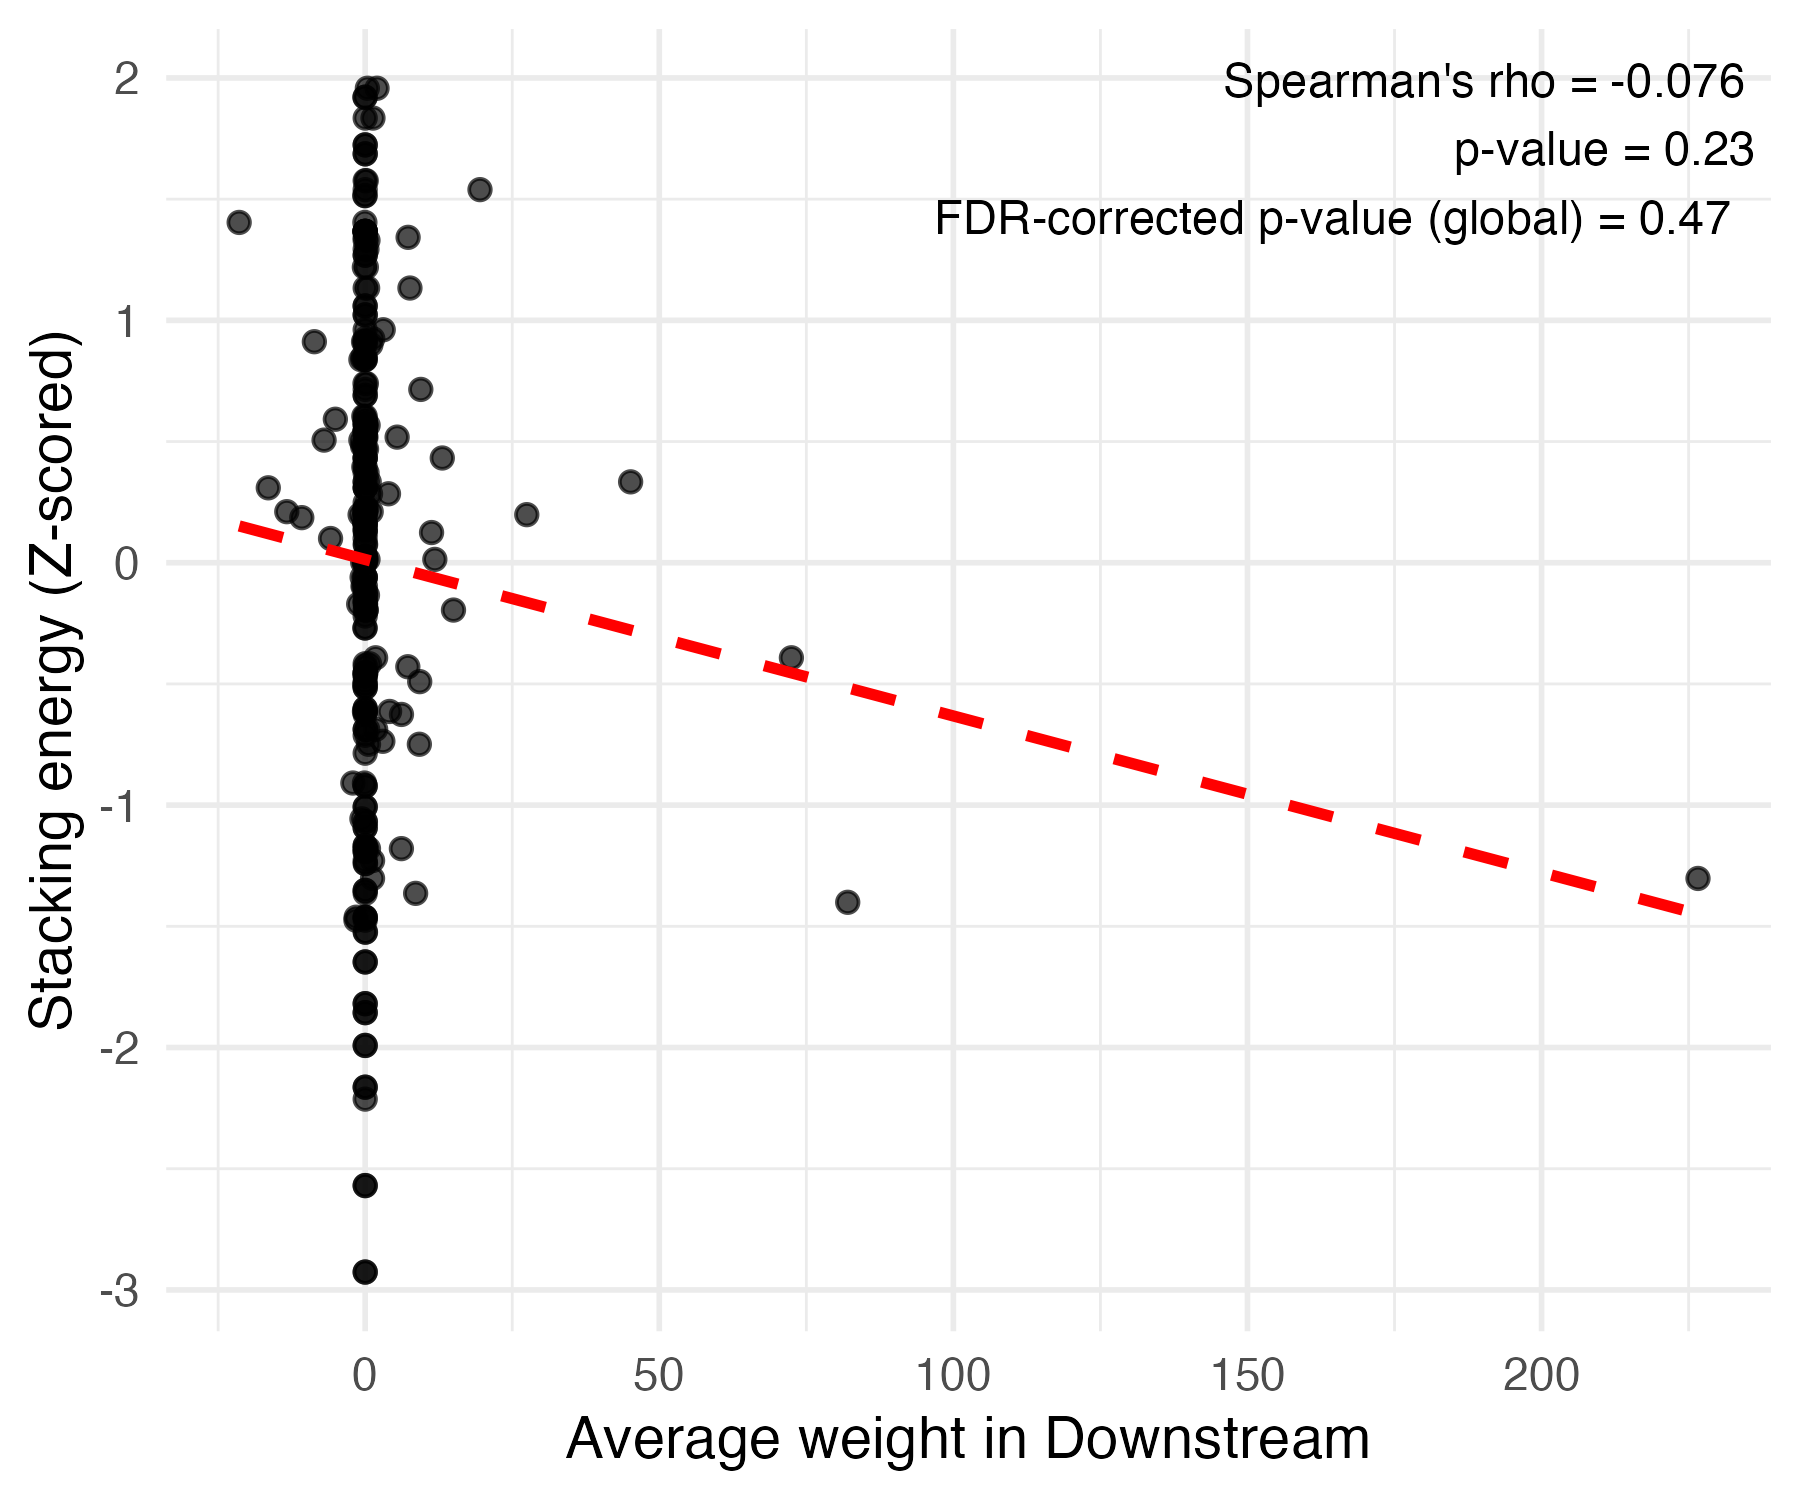 Spearman's rho = -0.076
p-value = 0.23
FDR-corrected p-value (global) = 0.47
Stacking energy (Z-scored)
2
1
0
-1
-2
-3
0 50 100 150 200
Average weight in Downstream